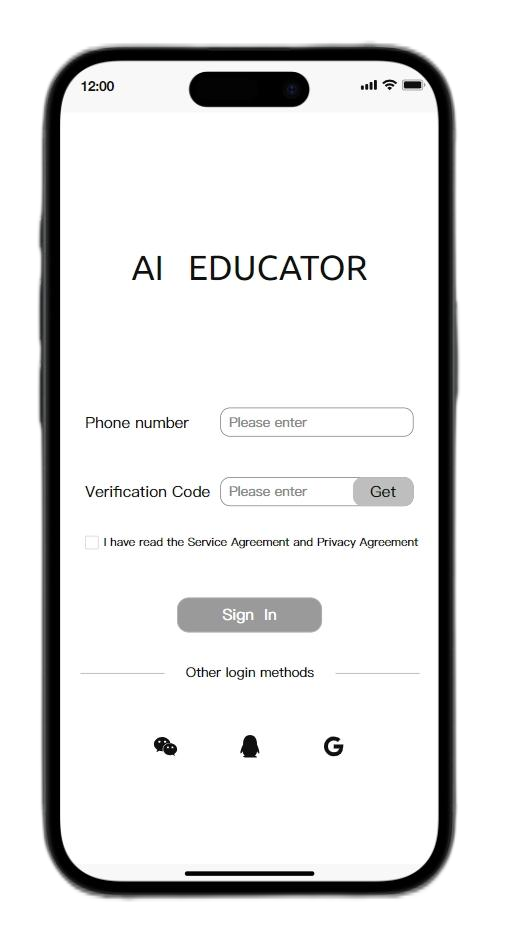 12:00
AI EDUCATOR
Phone number Please enter
Verification Code Please enter Get
I have read the Service Agreement and Privacy Agreement
Sign In
Other login methods